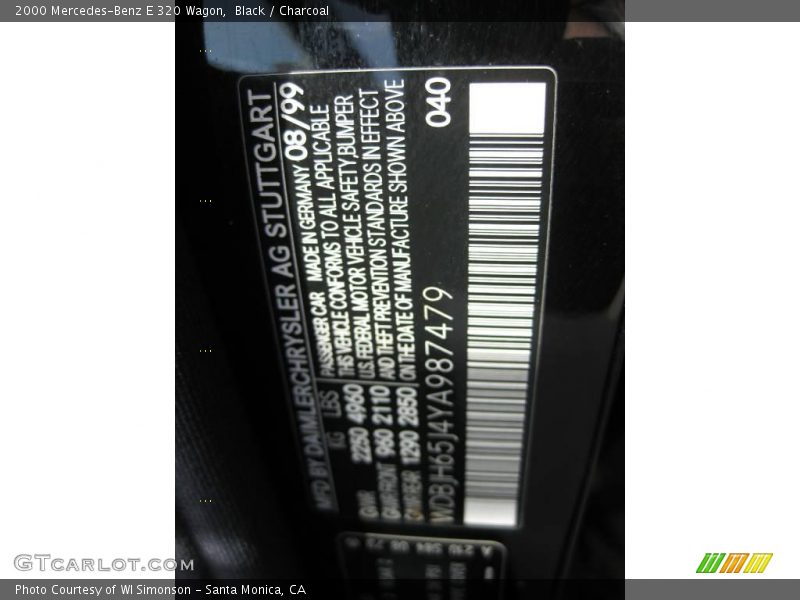 2000 Mercedes-Benz E 320 Wagon, Black / Charcoal
MFD BY DAIMLERCHRYSLER AG STUTTGART
KG LBS
GVWR 2250 4960
GAWR FRONT 960 2110
GAWR REAR 1290 2850
PASSENGER CAR MADE IN GERMANY 08/99
THIS VEHICLE CONFORMS TO ALL APPLICABLE
U.S. FEDERAL MOTOR VEHICLE SAFETY,BUMPER
AND THEFT PREVENTION STANDARDS IN EFFECT
ON THE DATE OF MANUFACTURE SHOWN ABOVE
WDBJH65J4YA987479 040
GTCARLOT.COM
Photo Courtesy of WI Simonson - Santa Monica, CA